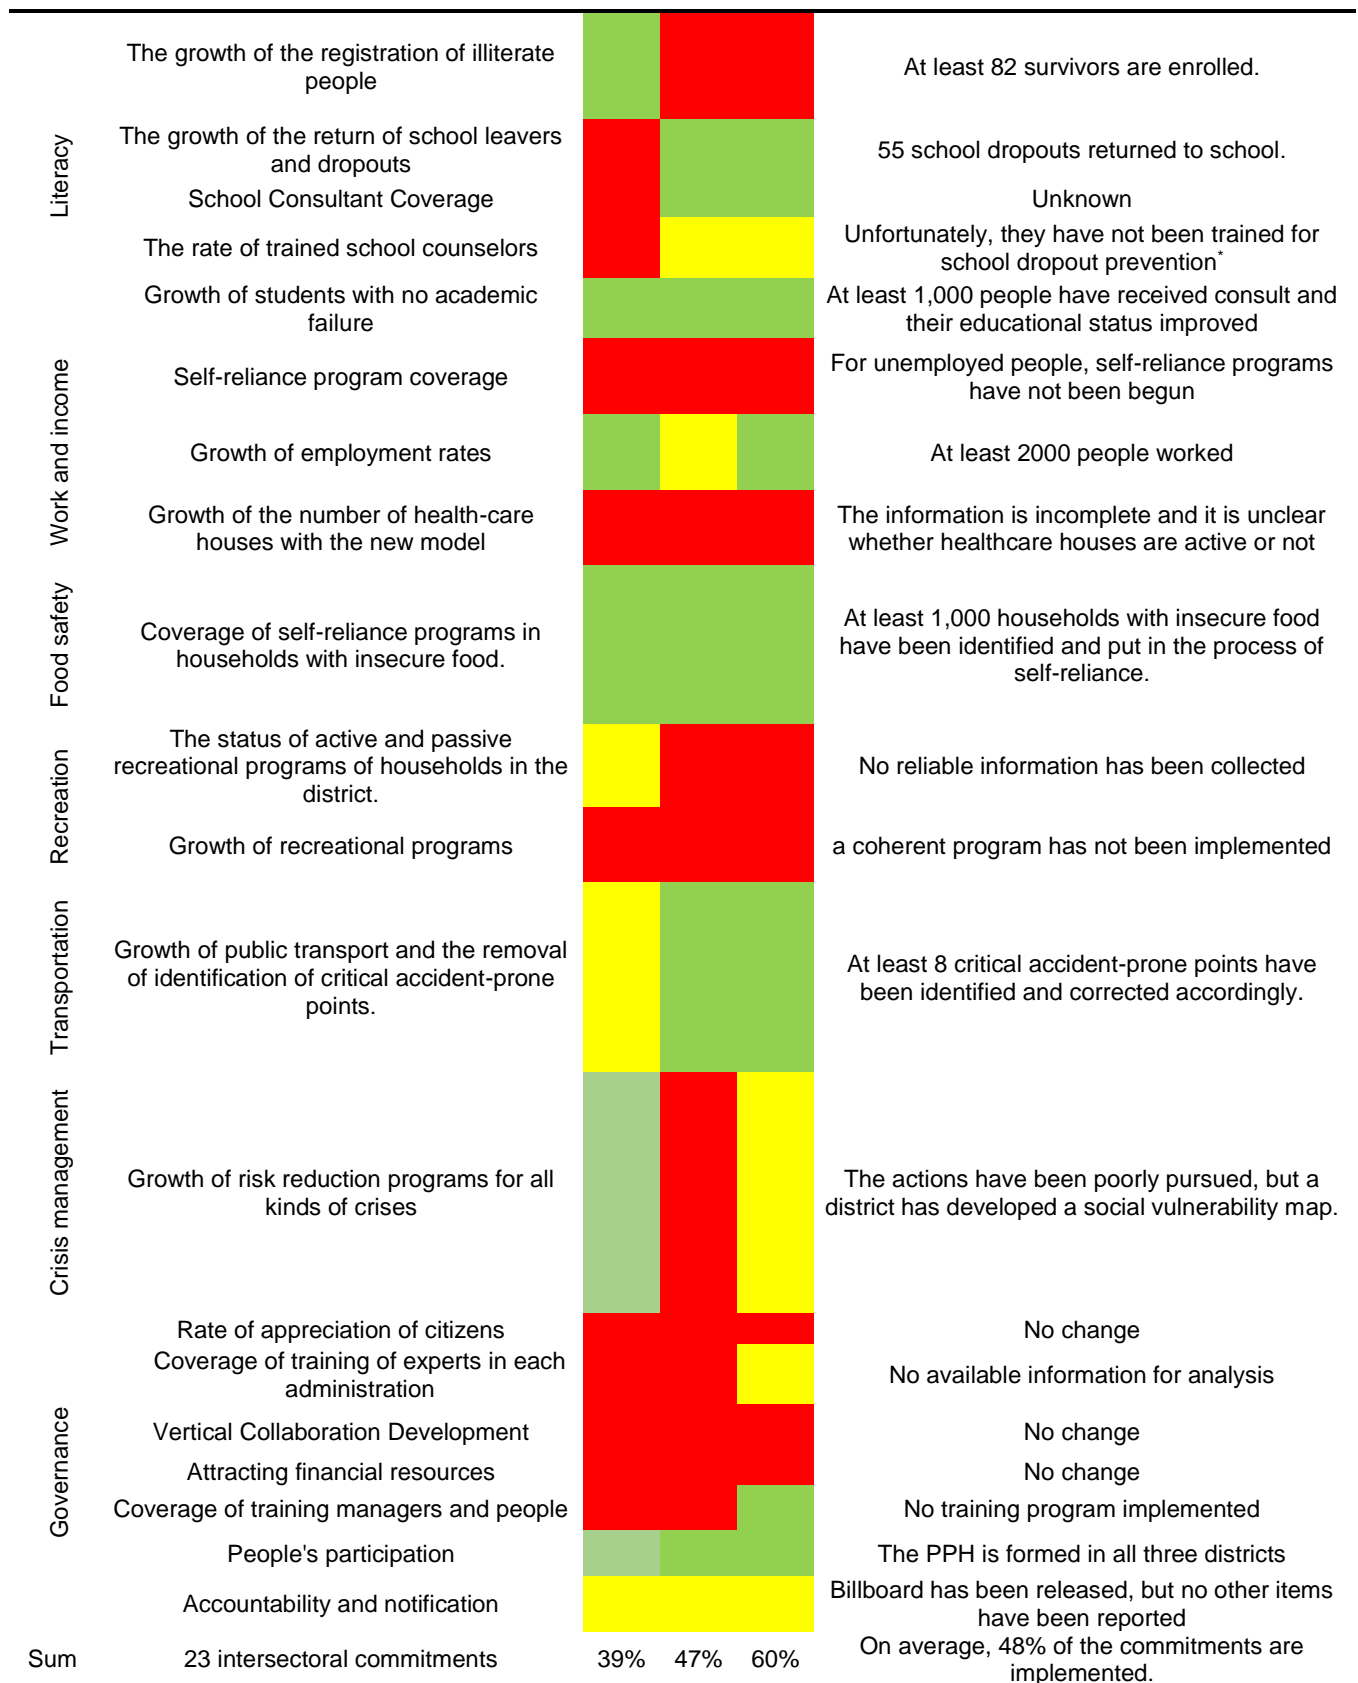 Literacy
The growth of the registration of illiterate
people
At least 82 survivors are enrolled.
The growth of the return of school leavers
and dropouts
55 school dropouts returned to school.
School Consultant Coverage
Unknown
The rate of trained school counselors
Unfortunately, they have not been trained for
school dropout prevention*
Growth of students with no academic
failure
At least 1,000 people have received consult and
their educational status improved
Work and income
Self-reliance program coverage
For unemployed people, self-reliance programs
have not been begun
Growth of employment rates
At least 2000 people worked
Growth of the number of health-care
houses with the new model
The information is incomplete and it is unclear
whether healthcare houses are active or not
Food safety
Coverage of self-reliance programs in
households with insecure food.
At least 1,000 households with insecure food
have been identified and put in the process of
self-reliance.
Recreation
The status of active and passive
recreational programs of households in the
district.
No reliable information has been collected
Growth of recreational programs
a coherent program has not been implemented
Transportation
Growth of public transport and the removal
of identification of critical accident-prone
points.
At least 8 critical accident-prone points have
been identified and corrected accordingly.
Crisis management
Growth of risk reduction programs for all
kinds of crises
The actions have been poorly pursued, but a
district has developed a social vulnerability map.
Governance
Rate of appreciation of citizens
No change
Coverage of training of experts in each
administration
No available information for analysis
Vertical Collaboration Development
No change
Attracting financial resources
No change
Coverage of training managers and people
No training program implemented
People's participation
The PPH is formed in all three districts
Accountability and notification
Billboard has been released, but no other items
have been reported
Sum
23 intersectoral commitments
39% 47% 60%
On average, 48% of the commitments are
implemented.